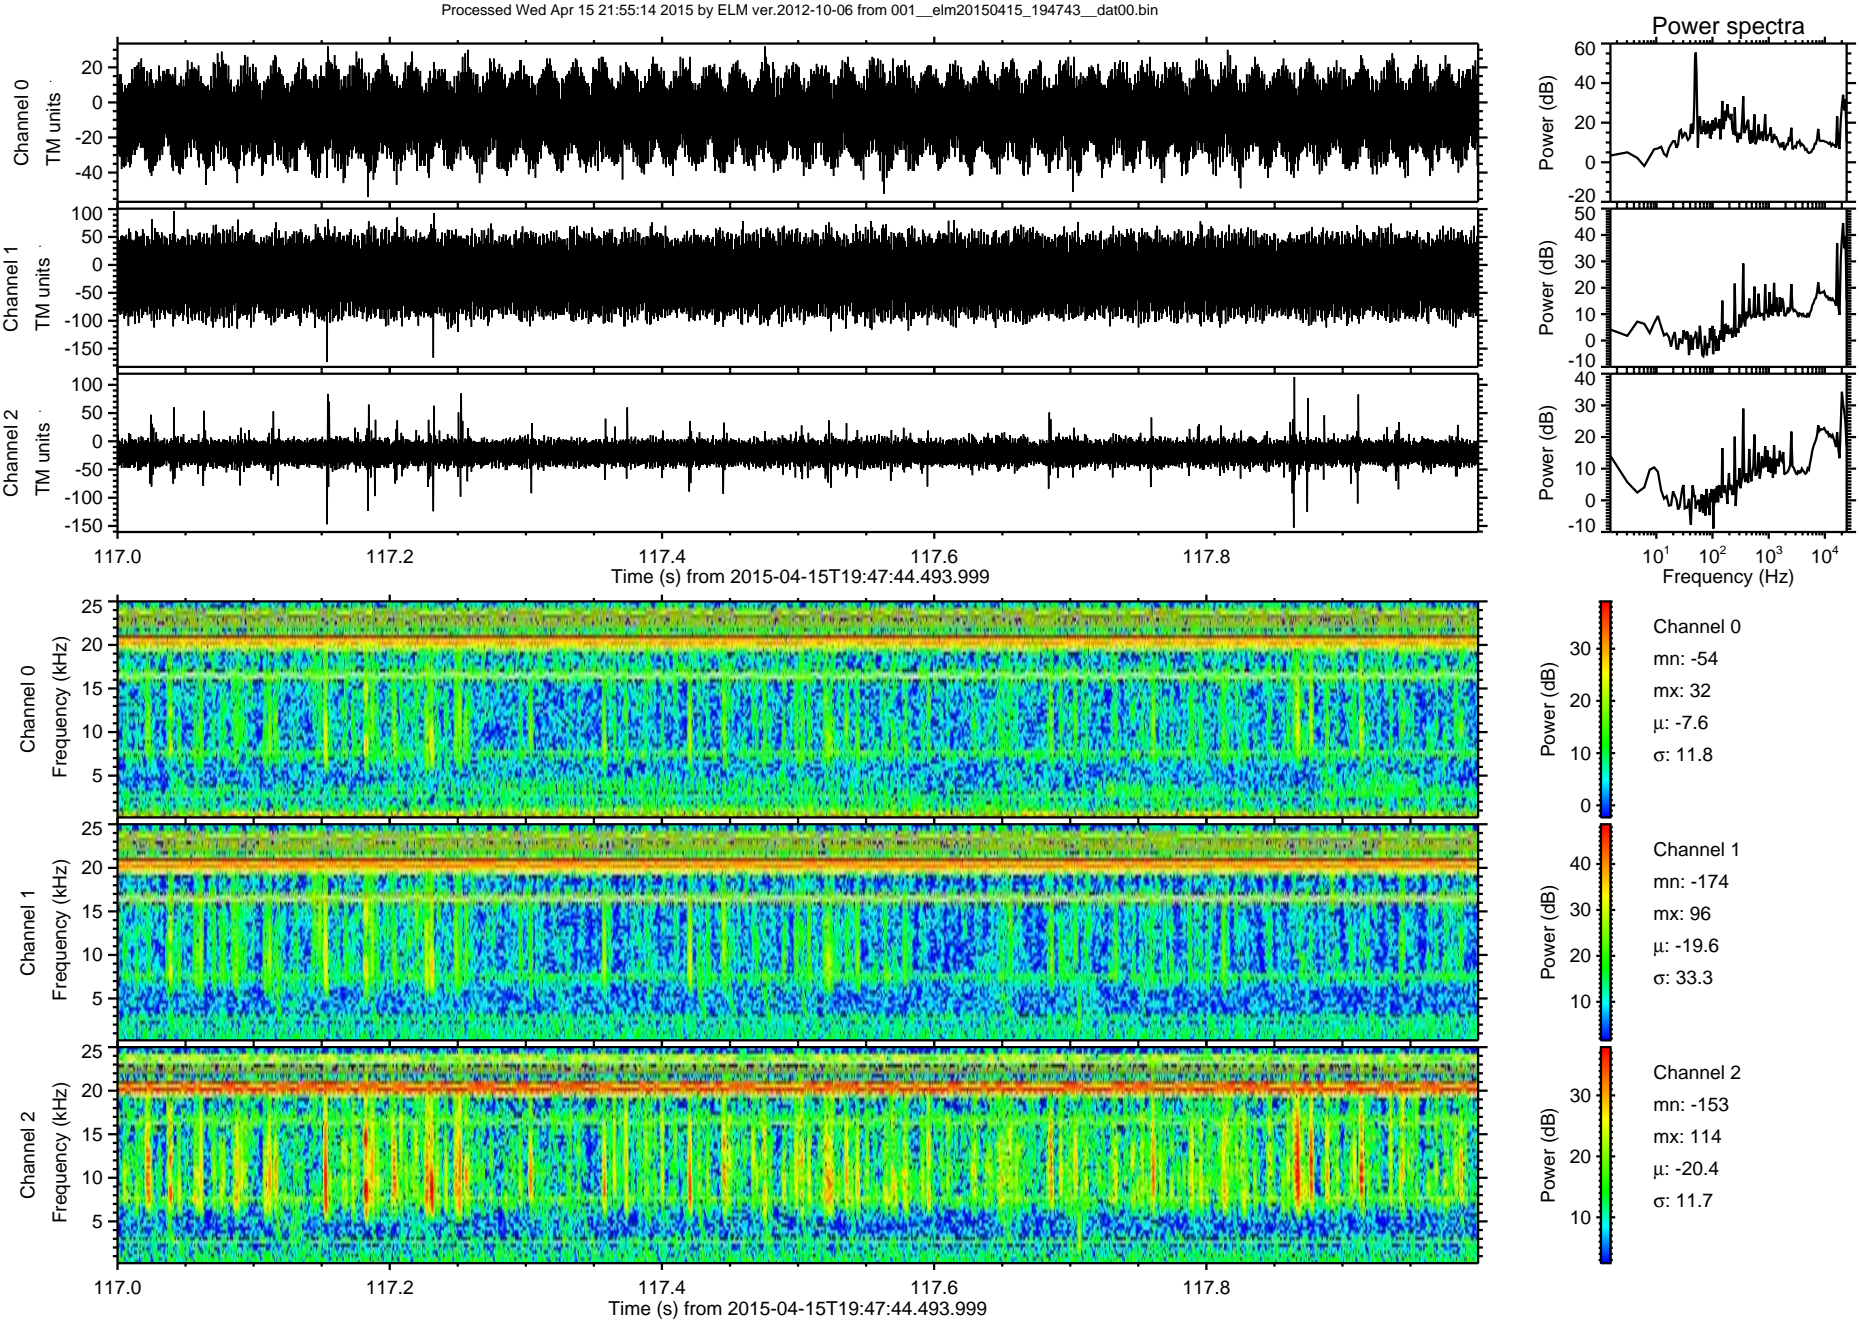 Processed Wed Apr 15 21:55:14 2015 by ELM ver.2012-10-06 from 001__elm20150415_194743__dat00.bin
Power spectra
Channel 0
TM units
20
0
-20
-40
Power (dB)
60
40
20
0
-20
Channel 1
TM units
100
50
0
-50
-100
-150
Power (dB)
50
40
30
20
10
0
-10
Channel 2
TM units
100
50
0
-50
-100
-150
Power (dB)
40
30
20
10
0
-10
117.0 117.2 117.4 117.6 117.8
Time (s) from 2015-04-15T19:47:44.493.999
10¹ 10² 10³ 10⁴
Frequency (Hz)
Channel 0
Frequency (kHz)
25
20
15
10
5
Power (dB)
30
20
10
0
Channel 0
mn: -54
mx: 32
μ: -7.6
σ: 11.8
Channel 1
Frequency (kHz)
25
20
15
10
5
Power (dB)
40
30
20
10
Channel 1
mn: -174
mx: 96
μ: -19.6
σ: 33.3
Channel 2
Frequency (kHz)
25
20
15
10
5
Power (dB)
30
20
10
Channel 2
mn: -153
mx: 114
μ: -20.4
σ: 11.7
117.0 117.2 117.4 117.6 117.8
Time (s) from 2015-04-15T19:47:44.493.999